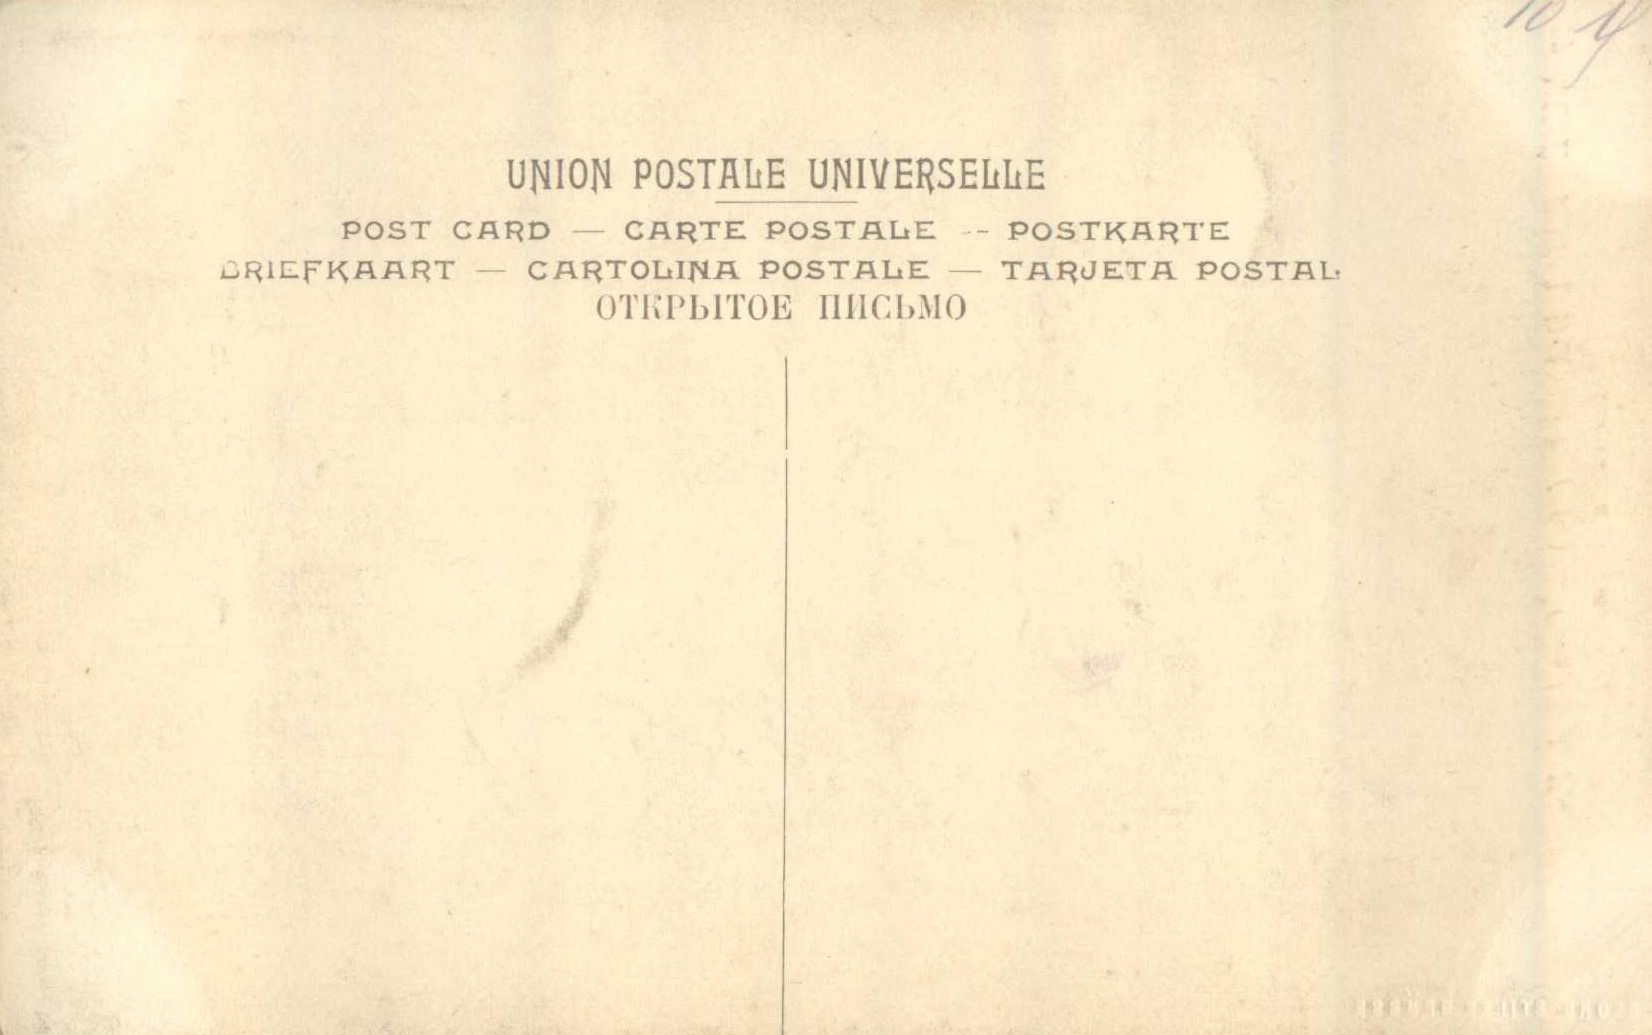 UNION POSTALE UNIVERSELLE
POST CARD — CARTE POSTALE -- POSTKARTE
BRIEFKAART — CARTOLINA POSTALE — TARJETA POSTAL
ОТКРЫТОЕ ПИСЬМО